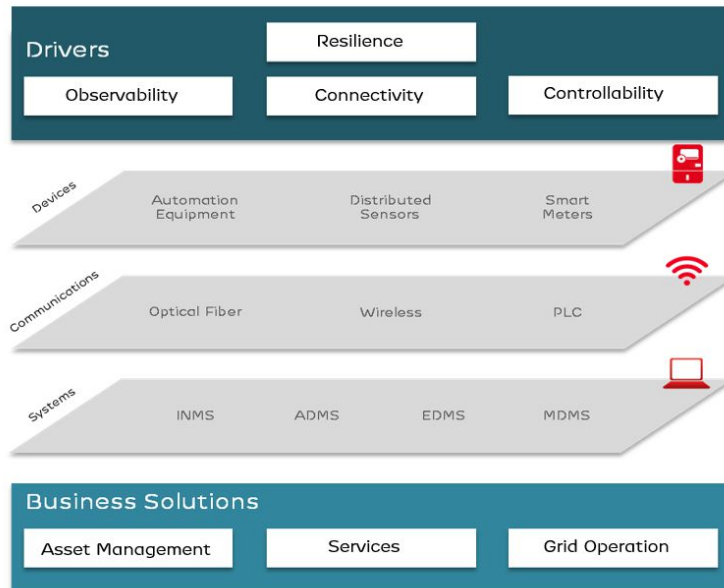 Drivers
Resilience
Observability
Connectivity
Controllability
Devices
Automation
Equipment
Distributed
Sensors
Smart
Meters
Communications
Optical Fiber
Wireless
PLC
Systems
INMS
ADMS
EDMS
MDMS
Business Solutions
Asset Management
Services
Grid Operation